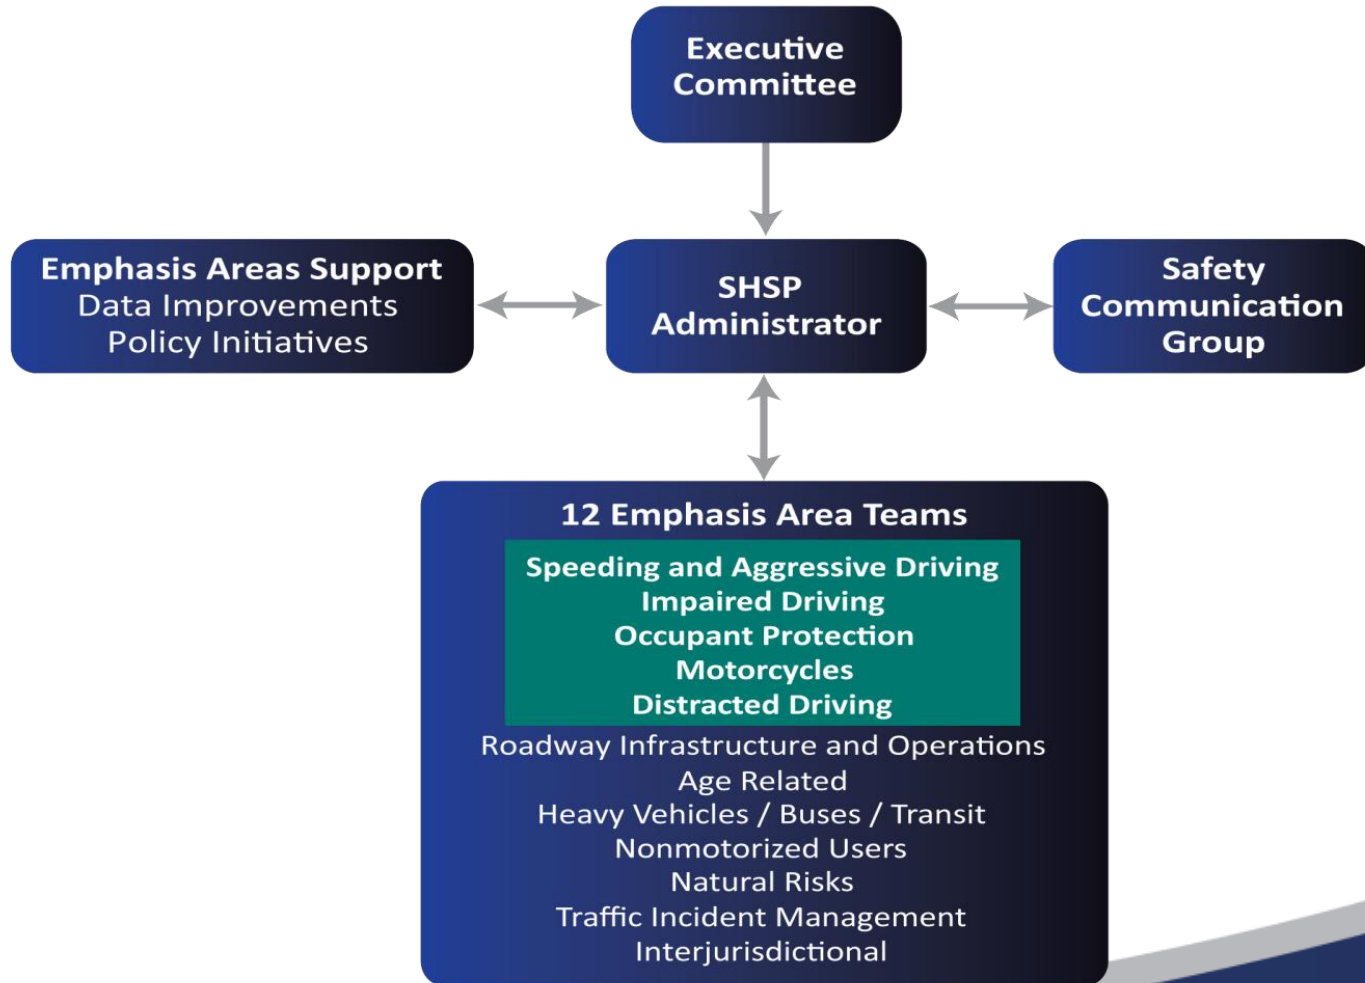 Executive
Committee
Emphasis Areas Support
Data Improvements
Policy Initiatives
SHSP
Administrator
Safety
Communication
Group
12 Emphasis Area Teams
Speeding and Aggressive Driving
Impaired Driving
Occupant Protection
Motorcycles
Distracted Driving
Roadway Infrastructure and Operations
Age Related
Heavy Vehicles / Buses / Transit
Nonmotorized Users
Natural Risks
Traffic Incident Management
Interjurisdictional